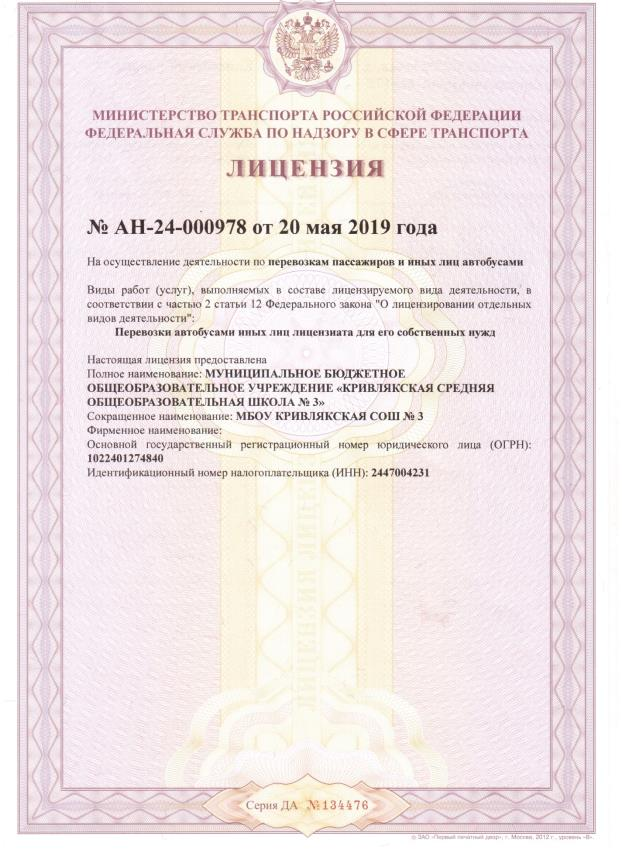 МИНИСТЕРСТВО ТРАНСПОРТА РОССИЙСКОЙ ФЕДЕРАЦИИ
ФЕДЕРАЛЬНАЯ СЛУЖБА ПО НАДЗОРУ В СФЕРЕ ТРАНСПОРТА
ЛИЦЕНЗИЯ
№ АН-24-000978 от 20 мая 2019 года
На осуществление деятельности по перевозкам пассажиров и иных лиц автобусами
Виды работ (услуг), выполняемых в составе лицензируемого вида деятельности, в
соответствии с частью 2 статьи 12 Федерального закона "О лицензировании отдельных
видов деятельности":
Перевозки автобусами иных лиц лицензиата для его собственных нужд
Настоящая лицензия предоставлена
Полное наименование: МУНИЦИПАЛЬНОЕ БЮДЖЕТНОЕ
ОБЩЕОБРАЗОВАТЕЛЬНОЕ УЧРЕЖДЕНИЕ «КРИВЛЯКСКАЯ СРЕДНЯЯ
ОБЩЕОБРАЗОВАТЕЛЬНАЯ ШКОЛА № 3»
Сокращенное наименование: МБОУ КРИВЛЯКСКАЯ СОШ № 3
Фирменное наименование:
Основной государственный регистрационный номер юридического лица (ОГРН):
1022401274840
Идентификационный номер налогоплательщика (ИНН): 2447004231
ЛИЦЕНЗИЯ ЛИЦЕНЗИЯ
Серия ДА №134476
© ЗАО «Первый печатный двор», г. Москва, 2012 г., уровень «В».